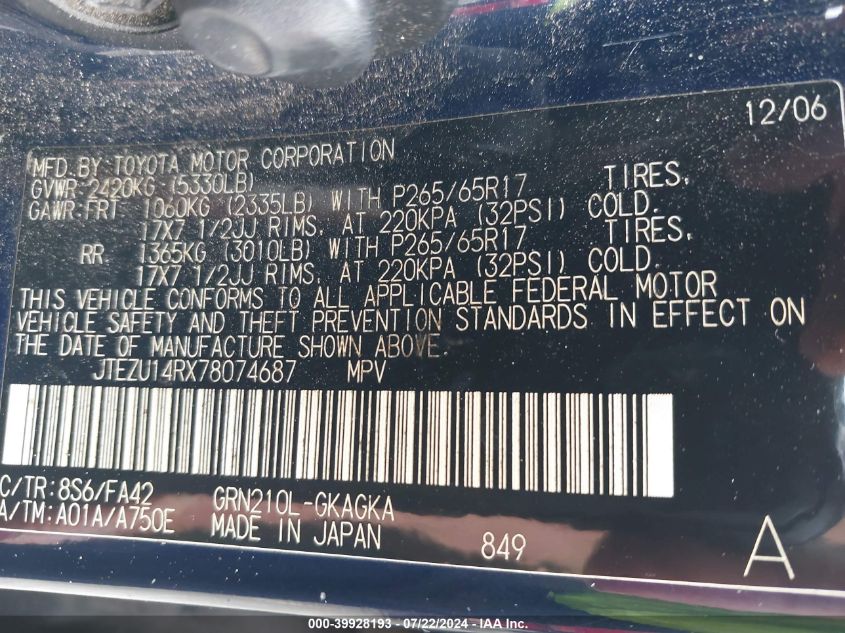 12/06
MFD.BY TOYOTA MOTOR CORPORATION
GVWR:2420KG (5330LB)
GAWR:FRT 1060KG (2335LB) WITH P265/65R17 TIRES,
17X7 1/2JJ RIMS, AT 220KPA (32PSI) COLD.
RR 1365KG (3010LB) WITH P265/65R17 TIRES,
17X7 1/2JJ RIMS, AT 220KPA (32PSI) COLD.
THIS VEHICLE CONFORMS TO ALL APPLICABLE FEDERAL MOTOR
VEHICLE SAFETY AND THEFT PREVENTION STANDARDS IN EFFECT ON
THE DATE OF MANUFACTURE SHOWN ABOVE.
JTEZU14RX78074687 MPV
C/TR:8S6/FA42 GRN210L-GKAGKA
A/TM:A01A/A750E MADE IN JAPAN 849 A
000-39928193 - 07/22/2024 - IAA Inc.